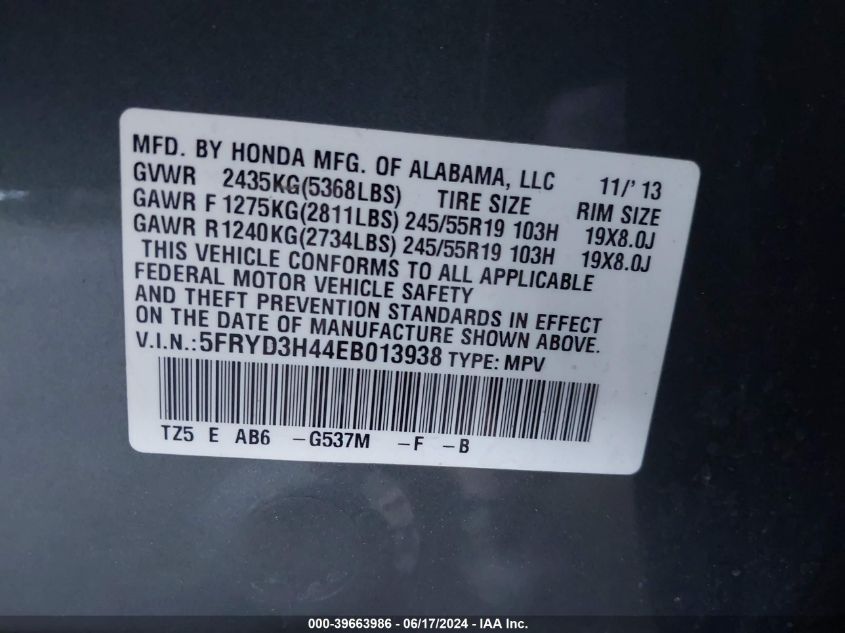 MFD. BY HONDA MFG. OF ALABAMA, LLC 11/' 13
GVWR 2435KG(5368LBS) TIRE SIZE RIM SIZE
GAWR F 1275KG(2811LBS) 245/55R19 103H 19X8.0J
GAWR R1240KG(2734LBS) 245/55R19 103H 19X8.0J
THIS VEHICLE CONFORMS TO ALL APPLICABLE
FEDERAL MOTOR VEHICLE SAFETY
AND THEFT PREVENTION STANDARDS IN EFFECT
ON THE DATE OF MANUFACTURE SHOWN ABOVE.
V.I.N.:5FRYD3H44EB013938 TYPE: MPV
TZ5 E AB6 -G537M -F -B
000-39663986 - 06/17/2024 - IAA Inc.